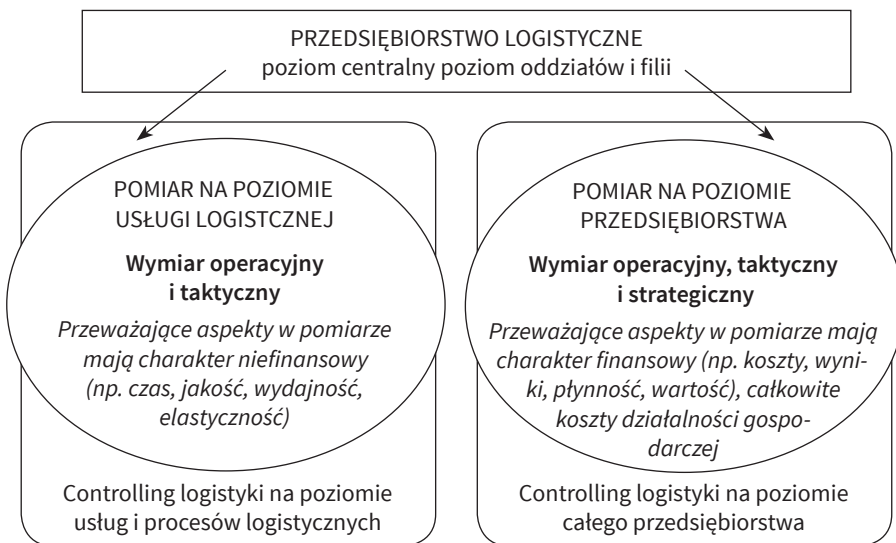 PRZEDSIĘBIORSTWO LOGISTYCZNE
poziom centralny poziom oddziałów i filii
POMIAR NA POZIOMIE
USŁUGI LOGISTCZNEJ
Wymiar operacyjny
i taktyczny
Przeważające aspekty w pomiarze
mają charakter niefinansowy
(np. czas, jakość, wydajność,
elastyczność)
Controlling logistyki na poziomie
usług i procesów logistycznych
POMIAR NA POZIOMIE
PRZEDSIĘBIORSTWA
Wymiar operacyjny, taktyczny
i strategiczny
Przeważające aspekty w pomiarze mają
charakter finansowy (np. koszty, wyni-
ki, płynność, wartość), całkowite
koszty działalności gospo-
darczej
Controlling logistyki na poziomie
całego przedsiębiorstwa